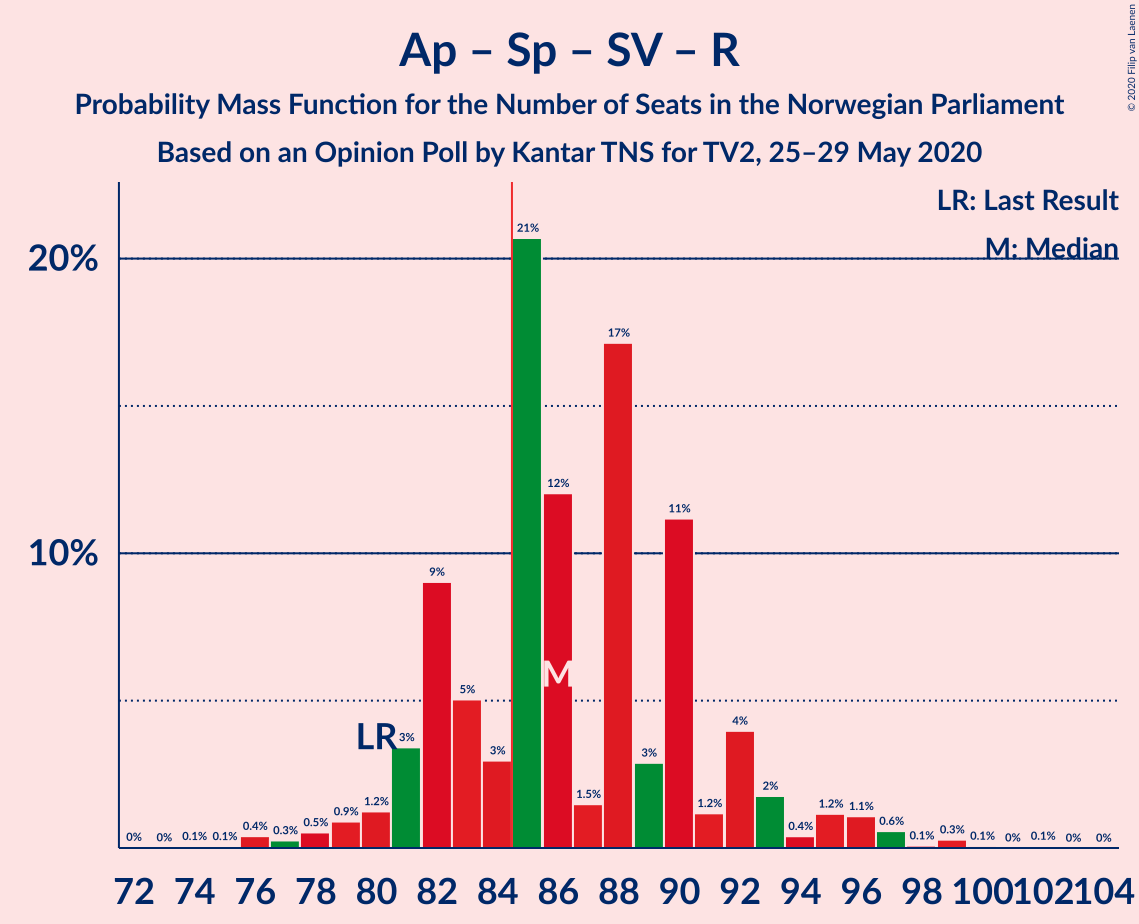 Ap – Sp – SV – R
Probability Mass Function for the Number of Seats in the Norwegian Parliament
Based on an Opinion Poll by Kantar TNS for TV2, 25–29 May 2020
© 2020 Filip van Laenen
LR: Last Result
M: Median
20%
10%
LR
M
0% 0% 0.1% 0.1% 0.4% 0.3% 0.5% 0.9% 1.2% 3% 9% 5% 3% 21% 12% 1.5% 17% 3% 11% 1.2% 4% 2% 0.4% 1.2% 1.1% 0.6% 0.1% 0.3% 0.1% 0% 0.1% 0% 0%
72 74 76 78 80 82 84 86 88 90 92 94 96 98 100 102 104